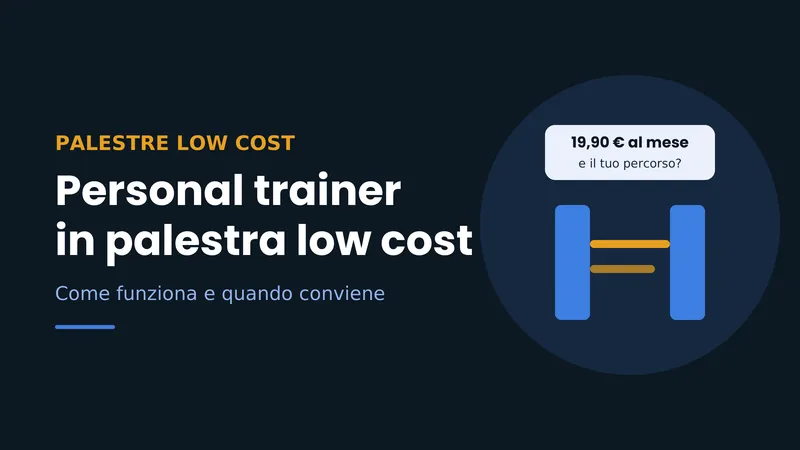 PALESTRE LOW COST
Personal trainer
in palestra low cost
Come funziona e quando conviene
19,90 € al mese
e il tuo percorso?